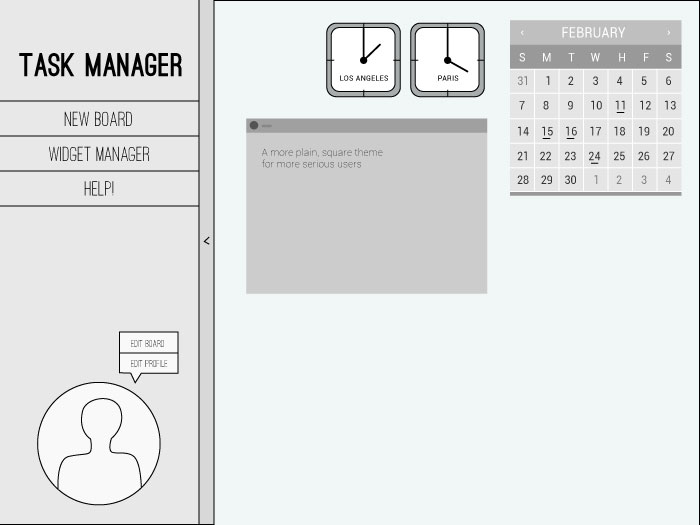 TASK MANAGER
NEW BOARD
WIDGET MANAGER
HELP!
EDIT BOARD
EDIT PROFILE
<
LOS ANGELES
PARIS
A more plain, square theme
for more serious users
‹ FEBRUARY ›
S M T W T F S
31 1 2 3 4 5 6
7 8 9 10 11 12 13
14 15 16 17 18 19 20
21 22 23 24 25 26 27
28 29 30 1 2 3 4